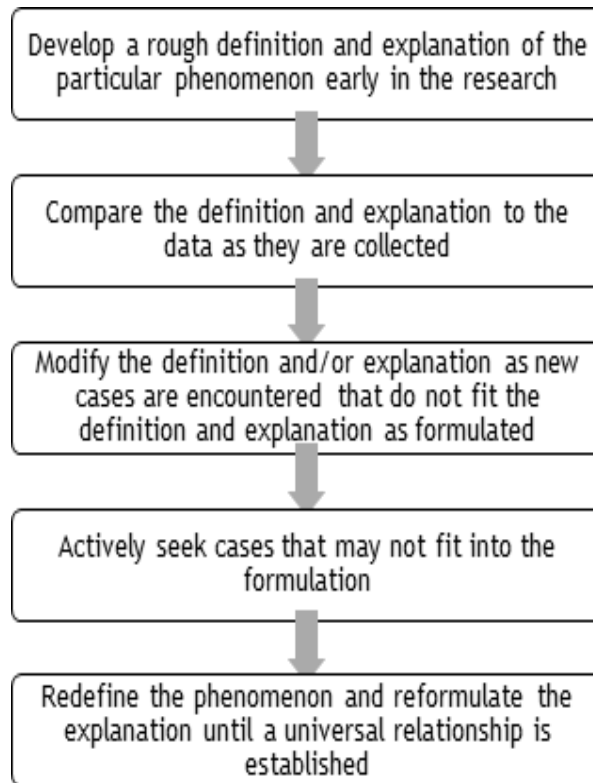 Develop a rough definition and explanation of the
particular phenomenon early in the research
Compare the definition and explanation to the
data as they are collected
Modify the definition and/or explanation as new
cases are encountered that do not fit the
definition and explanation as formulated
Actively seek cases that may not fit into the
formulation
Redefine the phenomenon and reformulate the
explanation until a universal relationship is
established